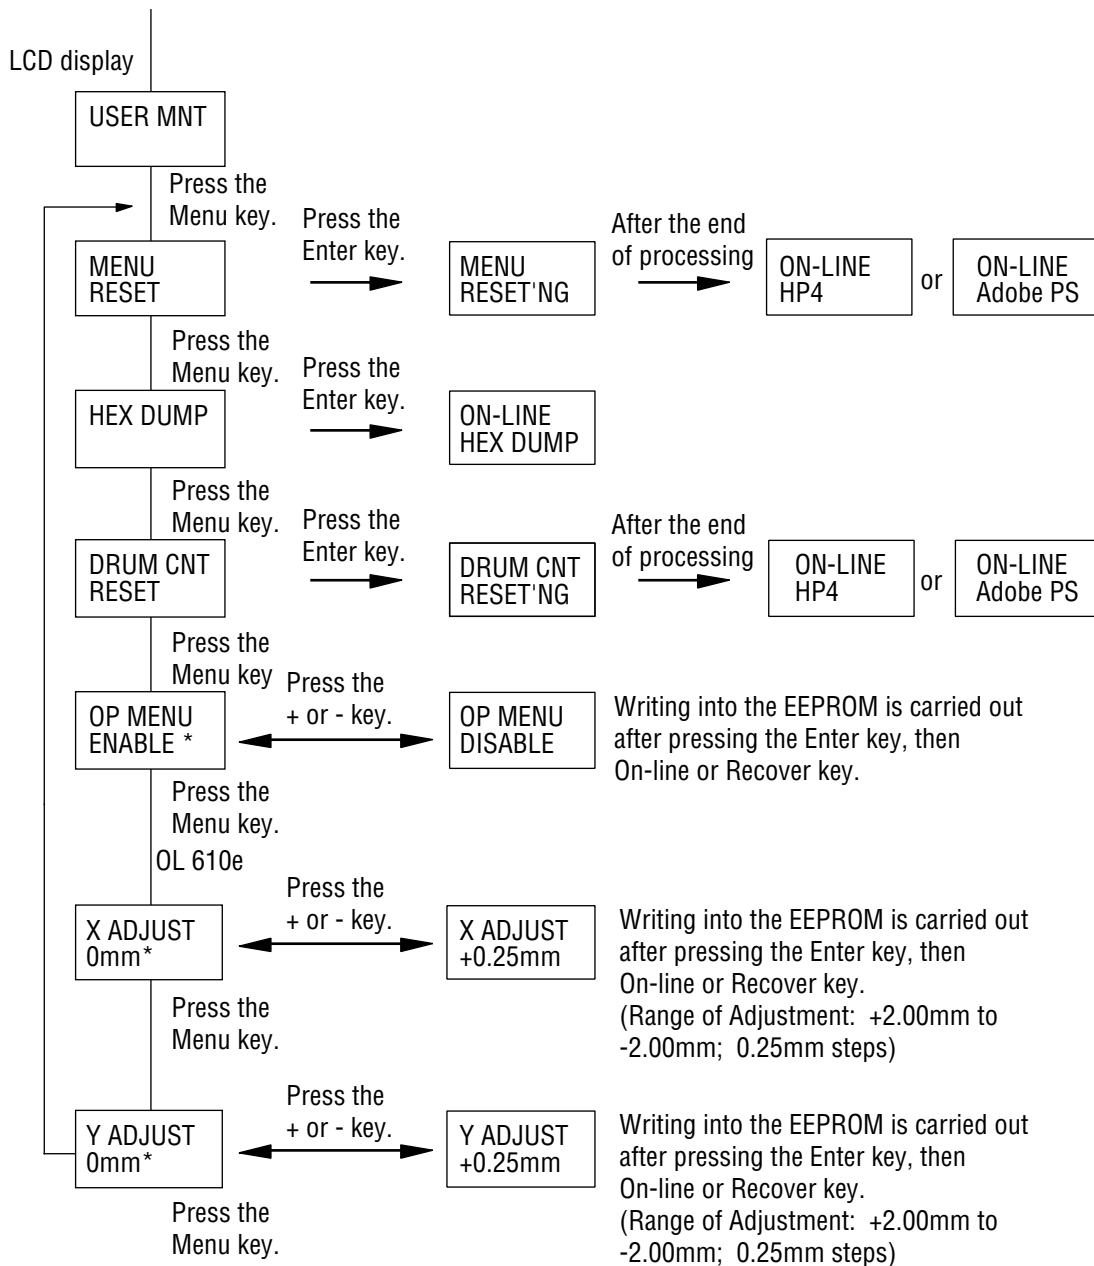 LCD display
USER MNT
Press the
Menu key.
MENU
RESET
Press the
Enter key.
MENU
RESET'NG
After the end
of processing
ON-LINE
HP4
or
ON-LINE
Adobe PS
Press the
Menu key.
HEX DUMP
Press the
Enter key.
ON-LINE
HEX DUMP
Press the
Menu key.
DRUM CNT
RESET
Press the
Enter key.
DRUM CNT
RESET'NG
After the end
of processing
ON-LINE
HP4
or
ON-LINE
Adobe PS
Press the
Menu key
OP MENU
ENABLE *
Press the
+ or - key.
OP MENU
DISABLE
Writing into the EEPROM is carried out
after pressing the Enter key, then
On-line or Recover key.
Press the
Menu key.
OL 610e
X ADJUST
0mm*
Press the
+ or - key.
X ADJUST
+0.25mm
Writing into the EEPROM is carried out
after pressing the Enter key, then
On-line or Recover key.
(Range of Adjustment:  +2.00mm to
-2.00mm;  0.25mm steps)
Press the
Menu key.
Y ADJUST
0mm*
Press the
+ or - key.
Y ADJUST
+0.25mm
Writing into the EEPROM is carried out
after pressing the Enter key, then
On-line or Recover key.
(Range of Adjustment:  +2.00mm to
-2.00mm;  0.25mm steps)
Press the
Menu key.